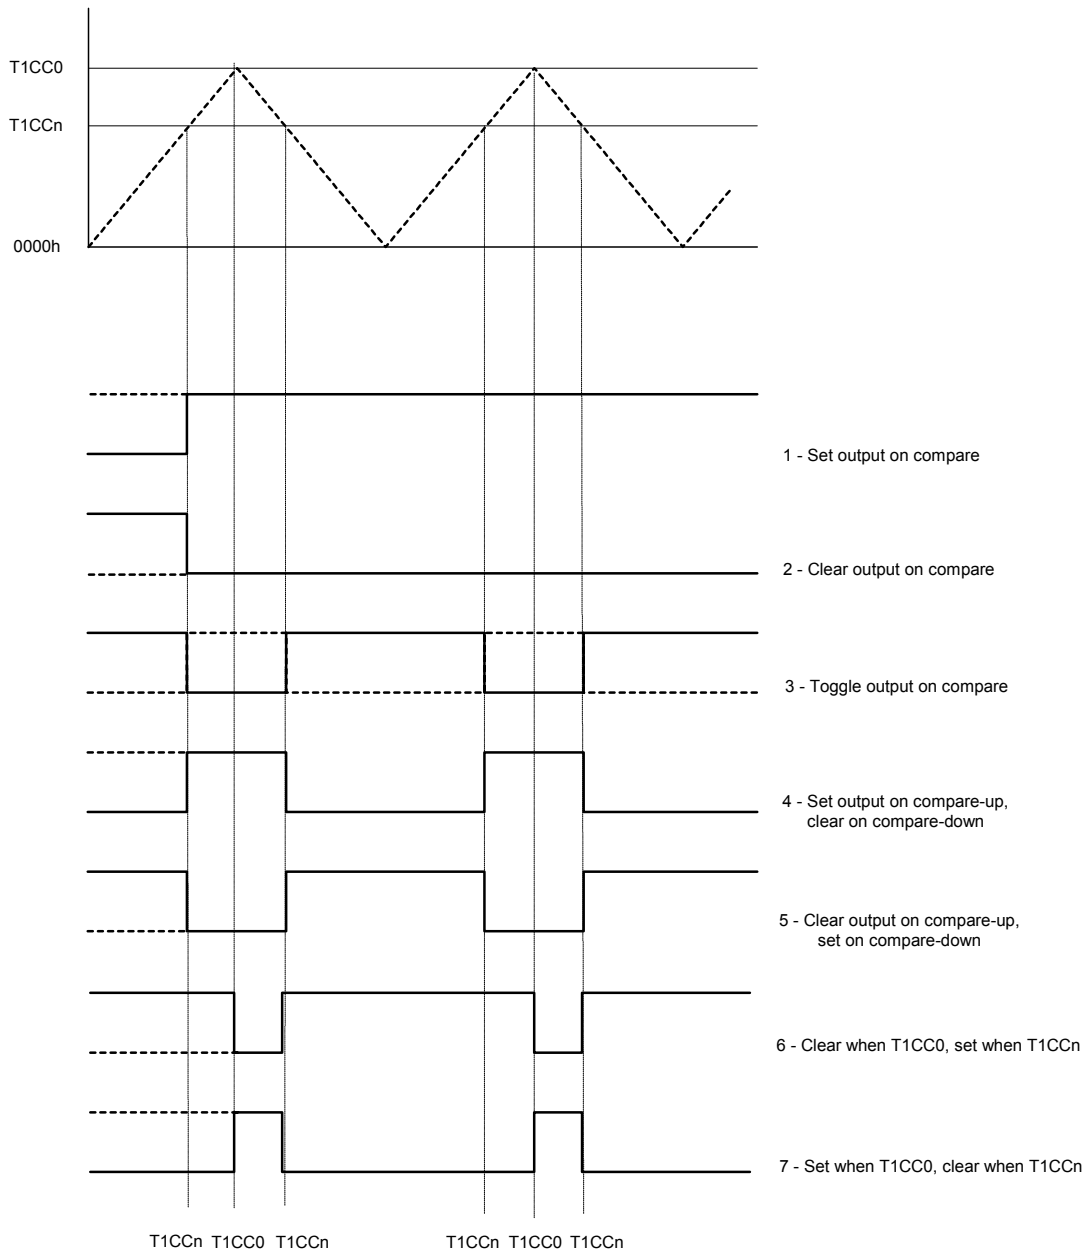 T1CC0
T1CCn
0000h
1 - Set output on compare
2 - Clear output on compare
3 - Toggle output on compare
4 - Set output on compare-up,
clear on compare-down
5 - Clear output on compare-up,
set on compare-down
6 - Clear when T1CC0, set when T1CCn
7 - Set when T1CC0, clear when T1CCn
T1CCn T1CC0 T1CCn T1CCn T1CC0 T1CCn